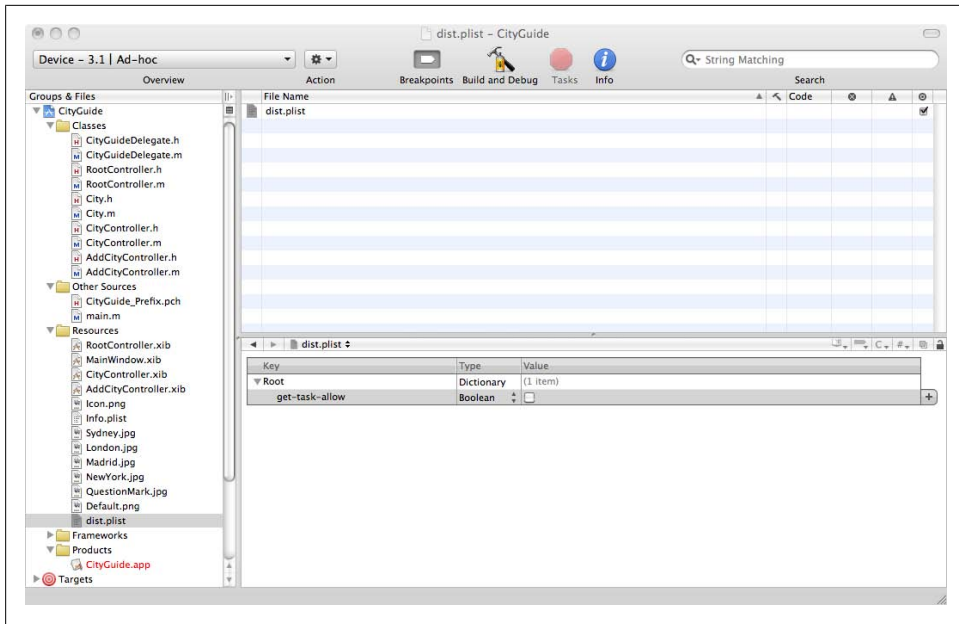 dist.plist – CityGuide
Device – 3.1 | Ad-hoc
String Matching
Overview
Action
Breakpoints
Build and Debug
Tasks
Info
Search
Groups & Files
File Name
Code
CityGuide
dist.plist
Classes
CityGuideDelegate.h
CityGuideDelegate.m
RootController.h
RootController.m
City.h
City.m
CityController.h
CityController.m
AddCityController.h
AddCityController.m
Other Sources
CityGuide_Prefix.pch
main.m
Resources
RootController.xib
MainWindow.xib
CityController.xib
AddCityController.xib
Icon.png
Info.plist
Sydney.jpg
London.jpg
Madrid.jpg
NewYork.jpg
QuestionMark.jpg
Default.png
dist.plist
Frameworks
Products
CityGuide.app
Targets
dist.plist
C
#
Key Type Value
Root Dictionary (1 item)
get-task-allow Boolean